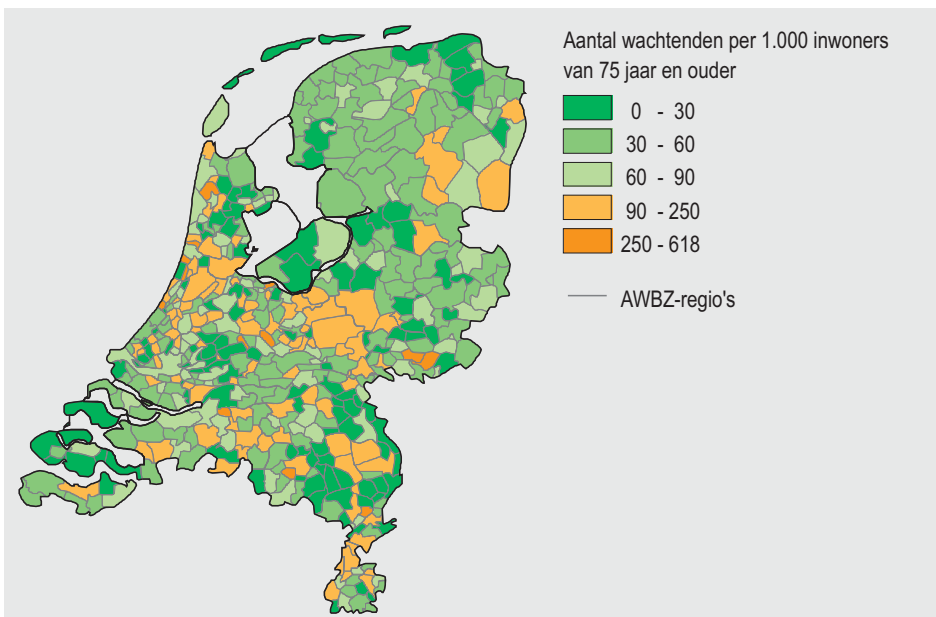 Aantal wachtenden per 1.000 inwoners
van 75 jaar en ouder
0 - 30
30 - 60
60 - 90
90 - 250
250 - 618
AWBZ-regio's